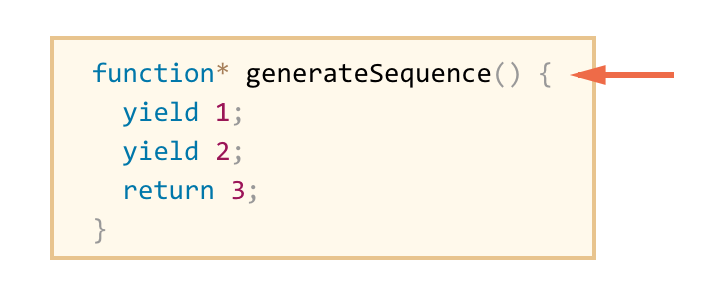 function* generateSequence() {
  yield 1;
  yield 2;
  return 3;
}